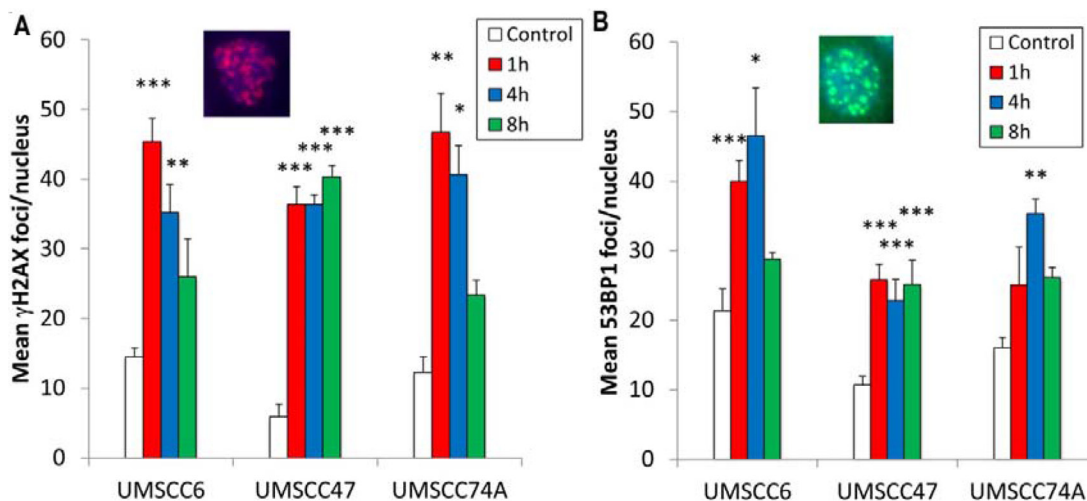 A
60
50
40
30
20
10
0
Mean γH2AX foci/nucleus
Control
1h
4h
8h
***
**
***
***
***
**
*
UMSCC6
UMSCC47
UMSCC74A
B
60
50
40
30
20
10
0
Mean 53BP1 foci/nucleus
Control
1h
4h
8h
***
*
***
***
***
**
UMSCC6
UMSCC47
UMSCC74A